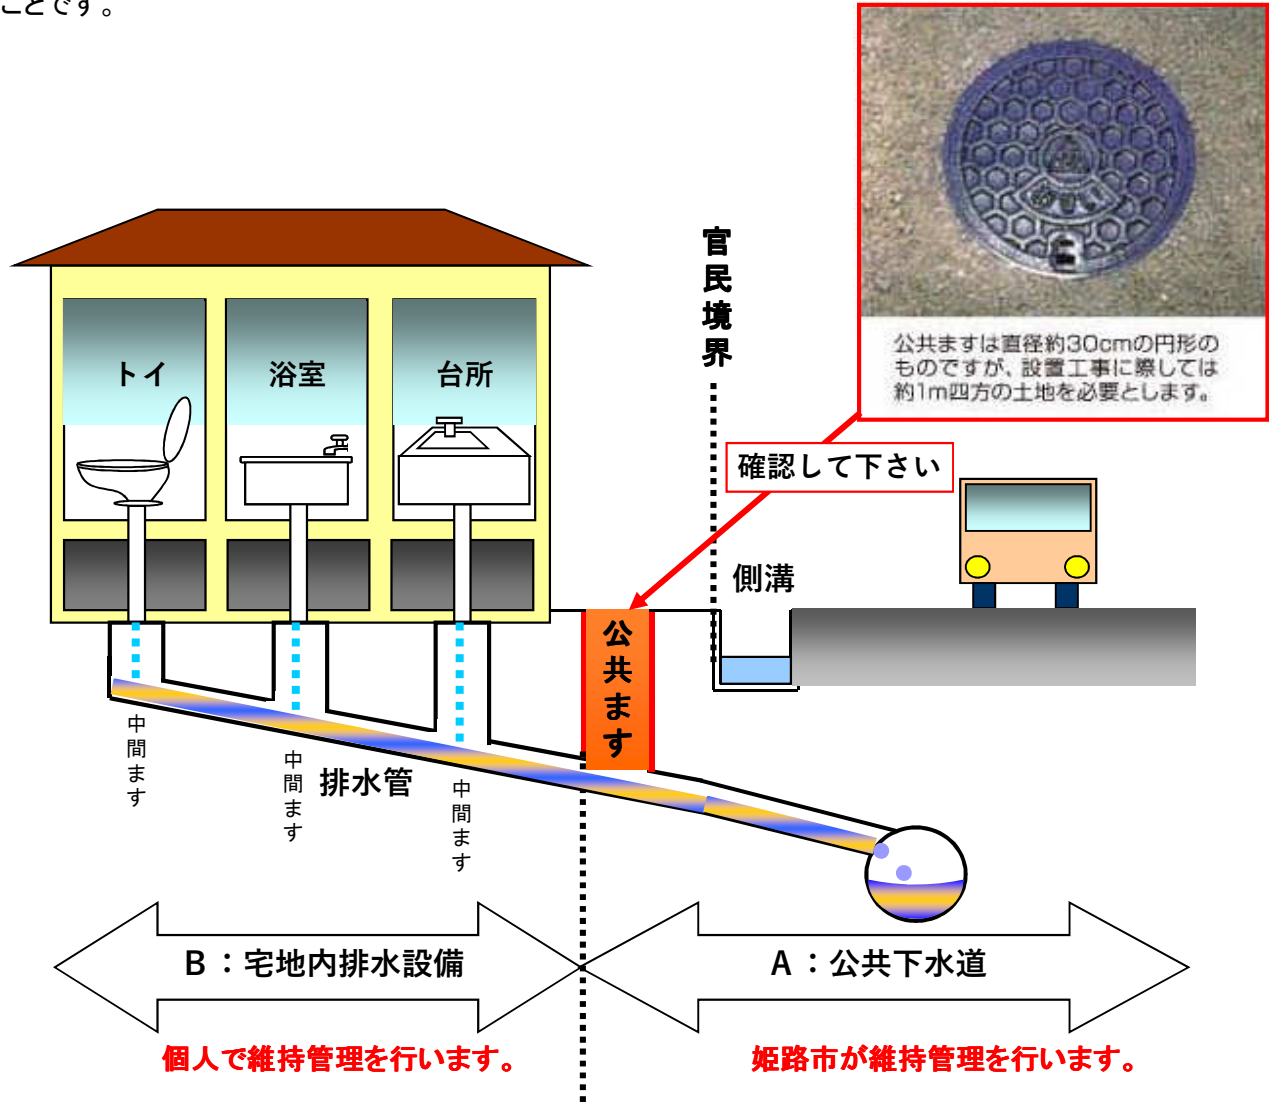 ことです。
公共ますは直径約30cmの円形の
ものですが、設置工事に際しては
約1m四方の土地を必要とします。
官民境界
トイ
浴室
台所
確認して下さい
側溝
公共ます
中間ます
中間ます
中間ます
排水管
B：宅地内排水設備
A：公共下水道
個人で維持管理を行います。
姫路市が維持管理を行います。